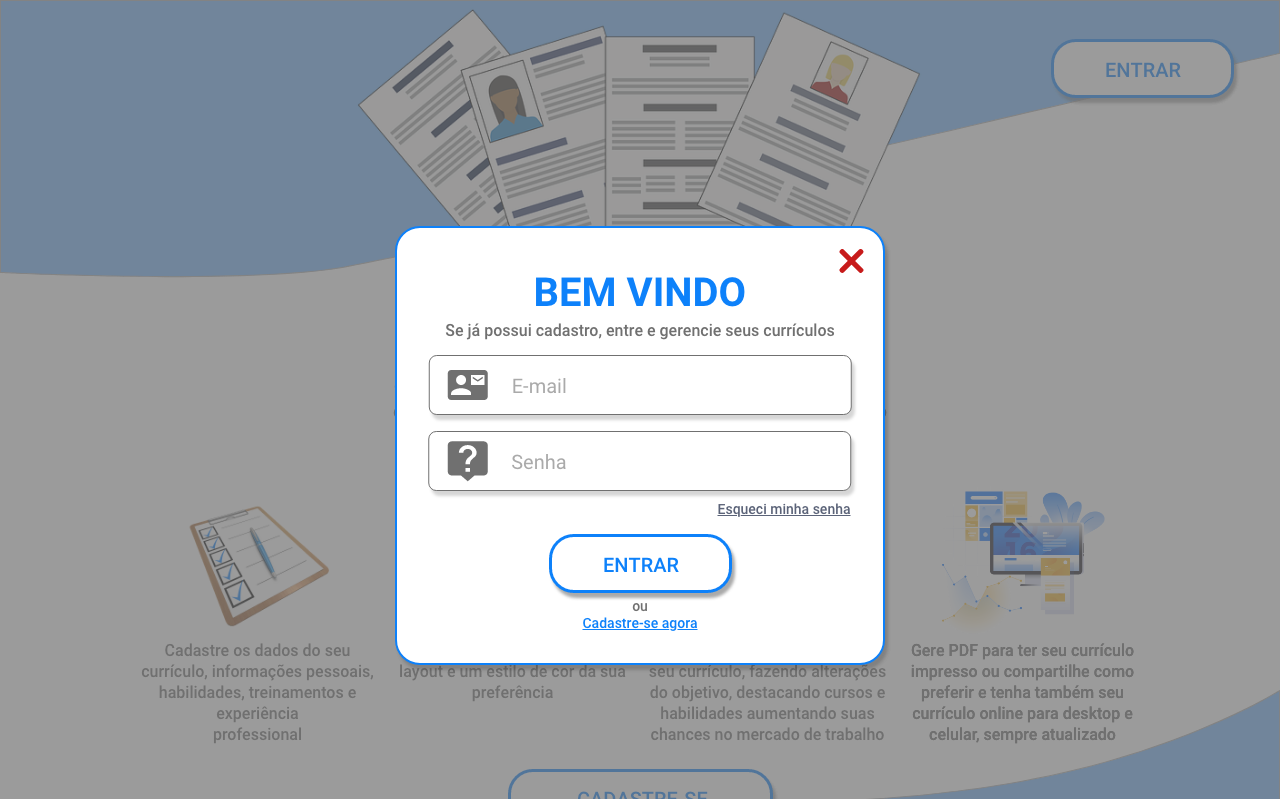 ENTRAR
BEM VINDO
Se já possui cadastro, entre e gerencie seus currículos
E-mail
Senha
Esqueci minha senha
ENTRAR
ou
Cadastre-se agora
Cadastre os dados do seu
currículo, informações pessoais,
habilidades, treinamentos e
experiência
professional
layout e um estilo de cor da sua
preferência
seu currículo, fazendo alterações
do objetivo, destacando cursos e
habilidades aumentando suas
chances no mercado de trabalho
Gere PDF para ter seu currículo
impresso ou compartilhe como
preferir e tenha também seu
currículo online para desktop e
celular, sempre atualizado
CADASTRE-SE